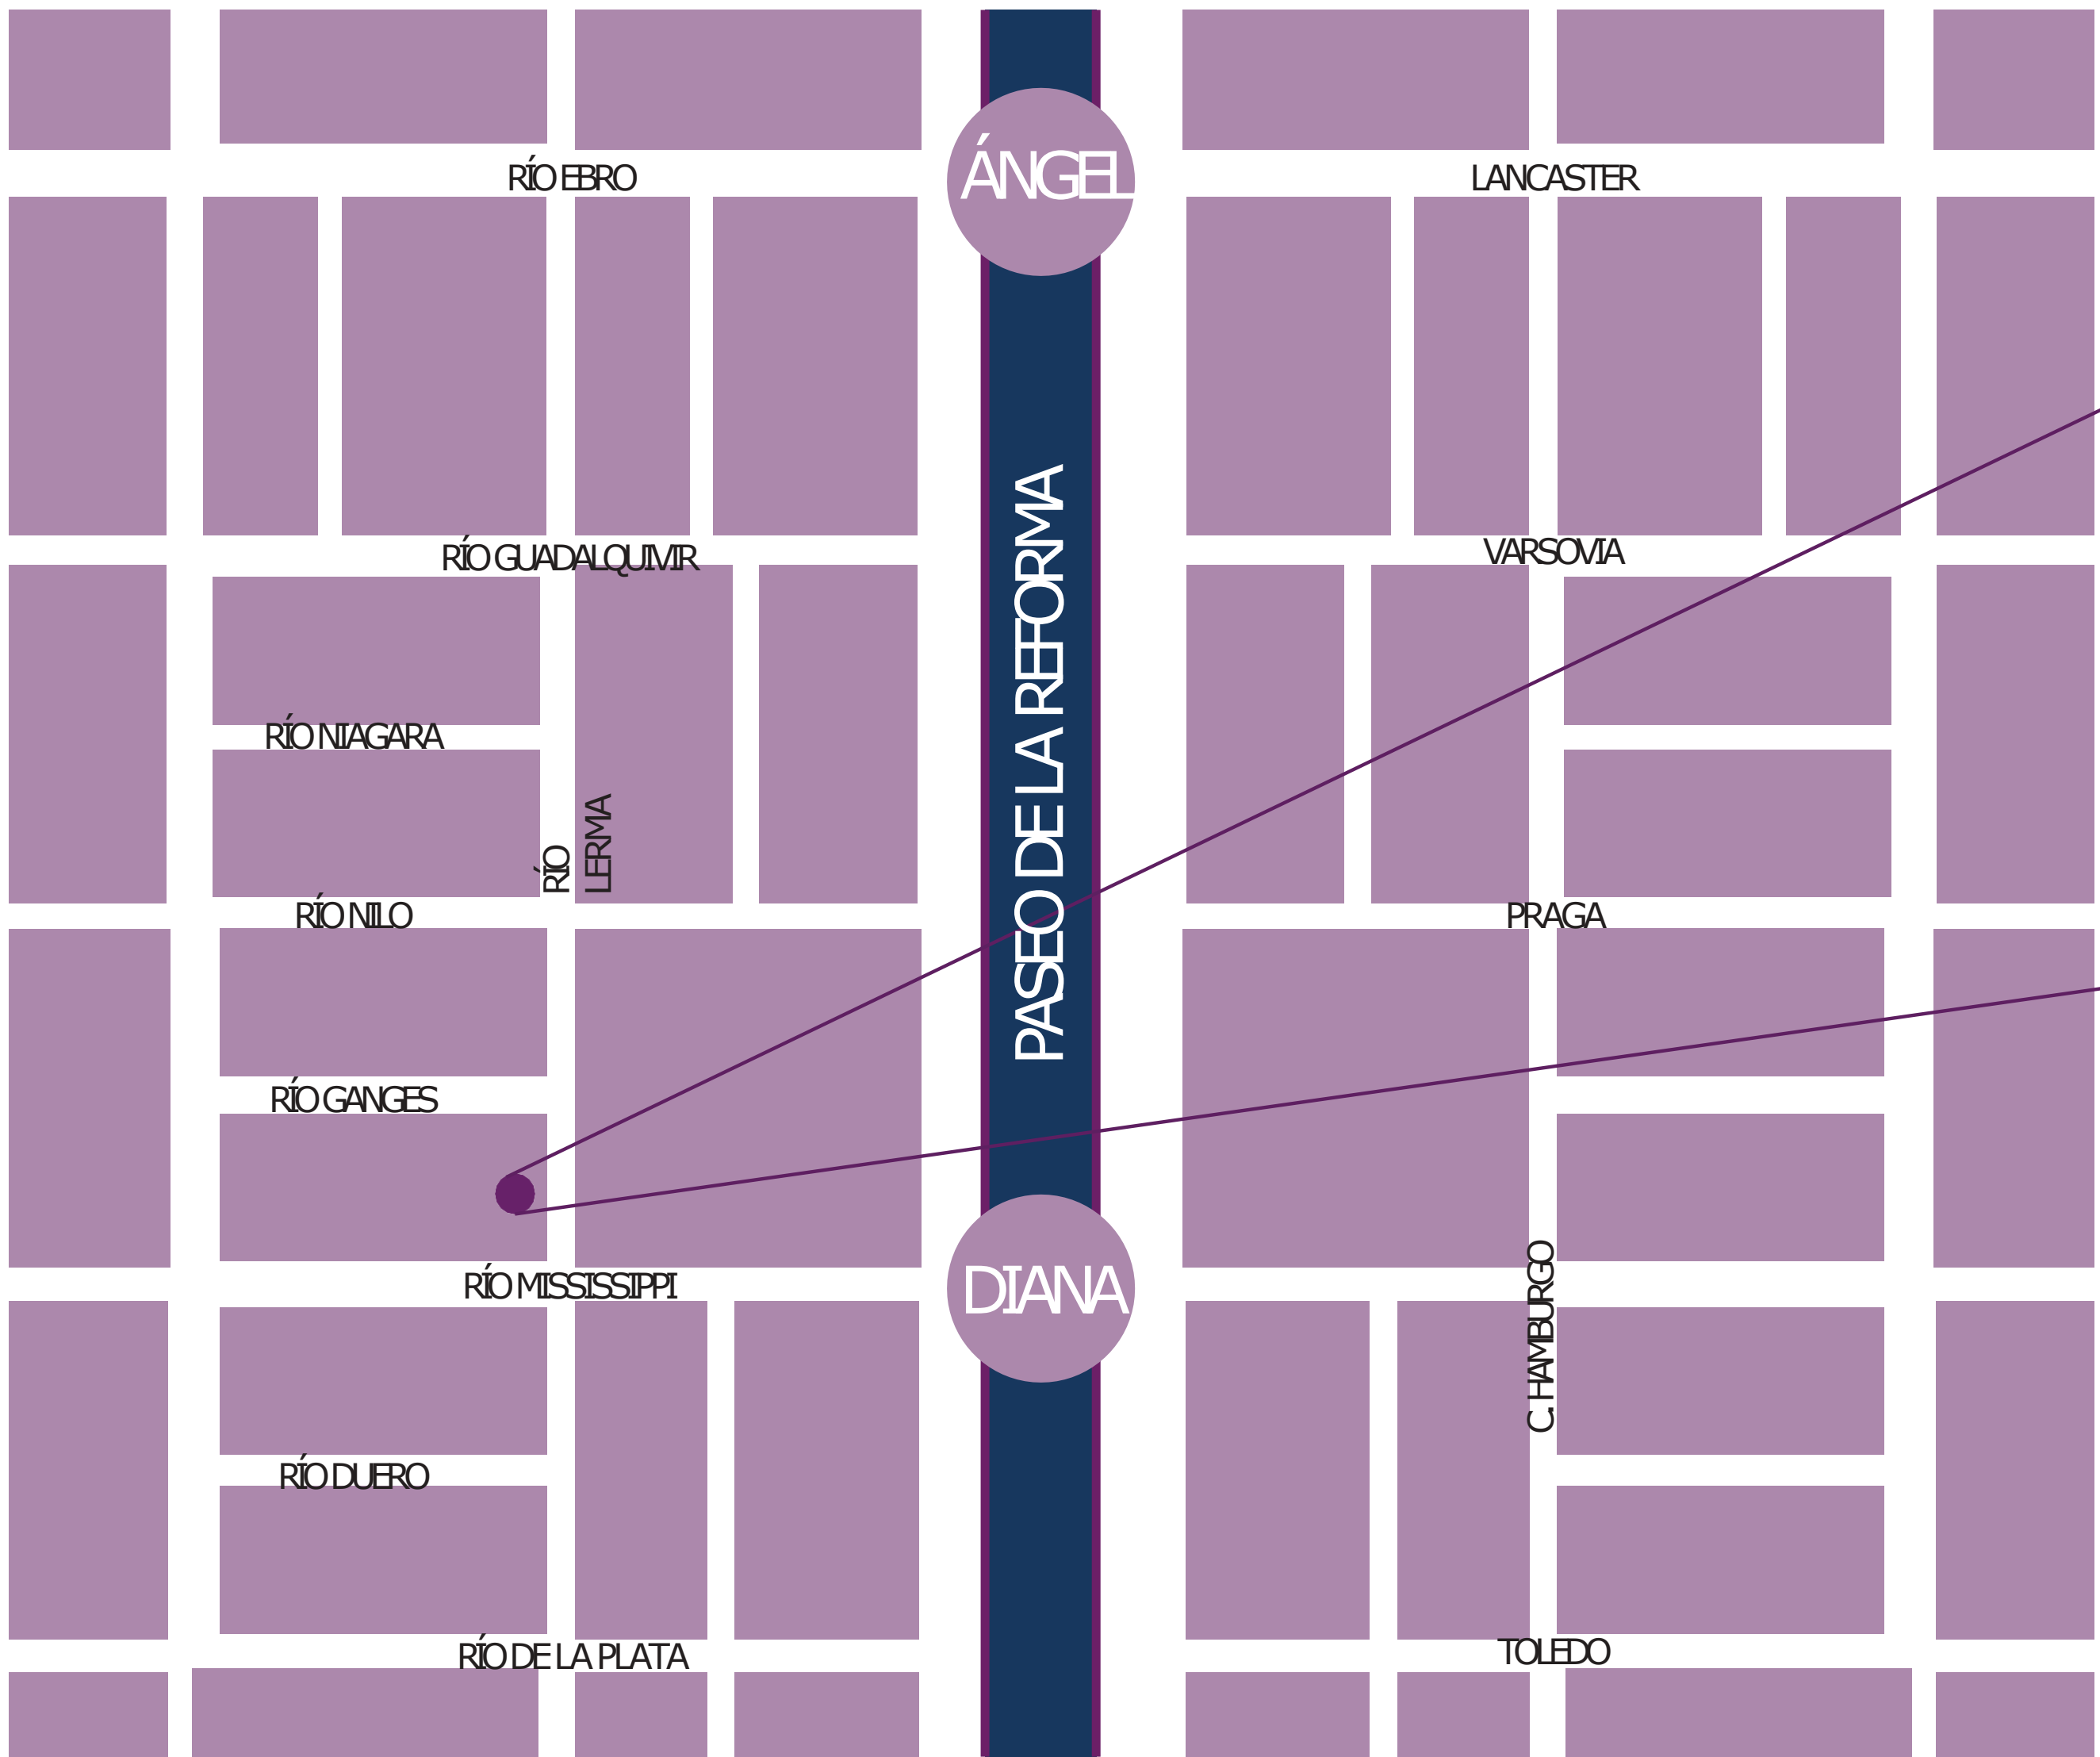 RÍO EBRO
ÁNGEL
LANCASTER
RÍO GUADALQUIVIR
VARSOVIA
PASEO DE LA REFORMA
RÍO NIAGARA
RÍO
LERMA
RÍO NILO
PRAGA
RÍO GANGES
RÍO MISSISSIPPI
DIANA
C. HAMBURGO
RÍO DUERO
RÍO DE LA PLATA
TOLEDO